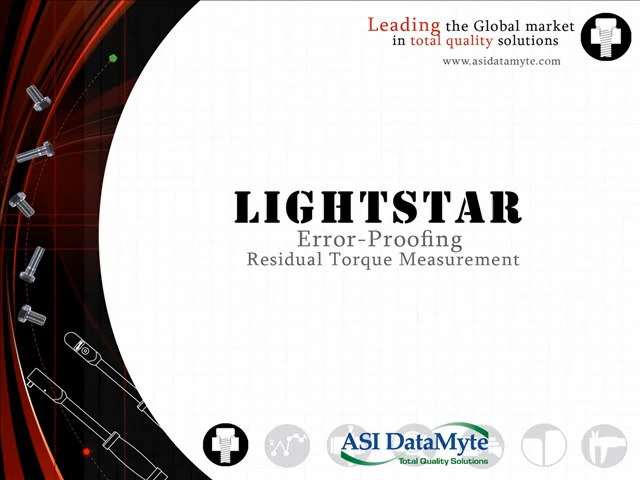 Leading the Global market
in total quality solutions
www.asidatamyte.com
LIGHTSTAR
Error-Proofing
Residual Torque Measurement
ASI DataMyte
Total Quality Solutions